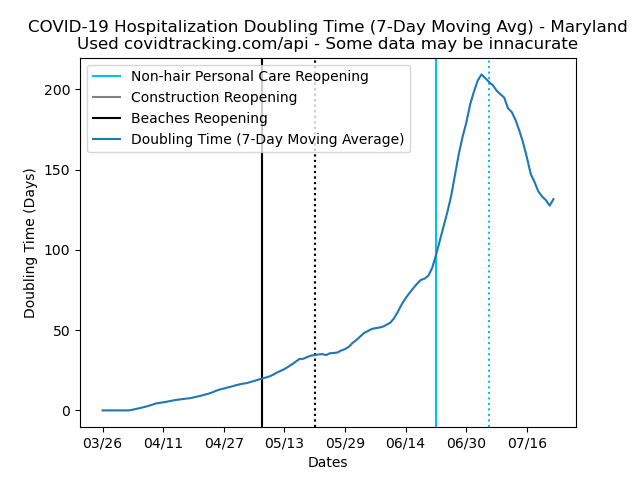 COVID-19 Hospitalization Doubling Time (7-Day Moving Avg) - Maryland
Used covidtracking.com/api - Some data may be innacurate
Non-hair Personal Care Reopening
Construction Reopening
Beaches Reopening
Doubling Time (7-Day Moving Average)
Doubling Time (Days)
200
150
100
50
0
03/26 04/11 04/27 05/13 05/29 06/14 06/30 07/16
Dates